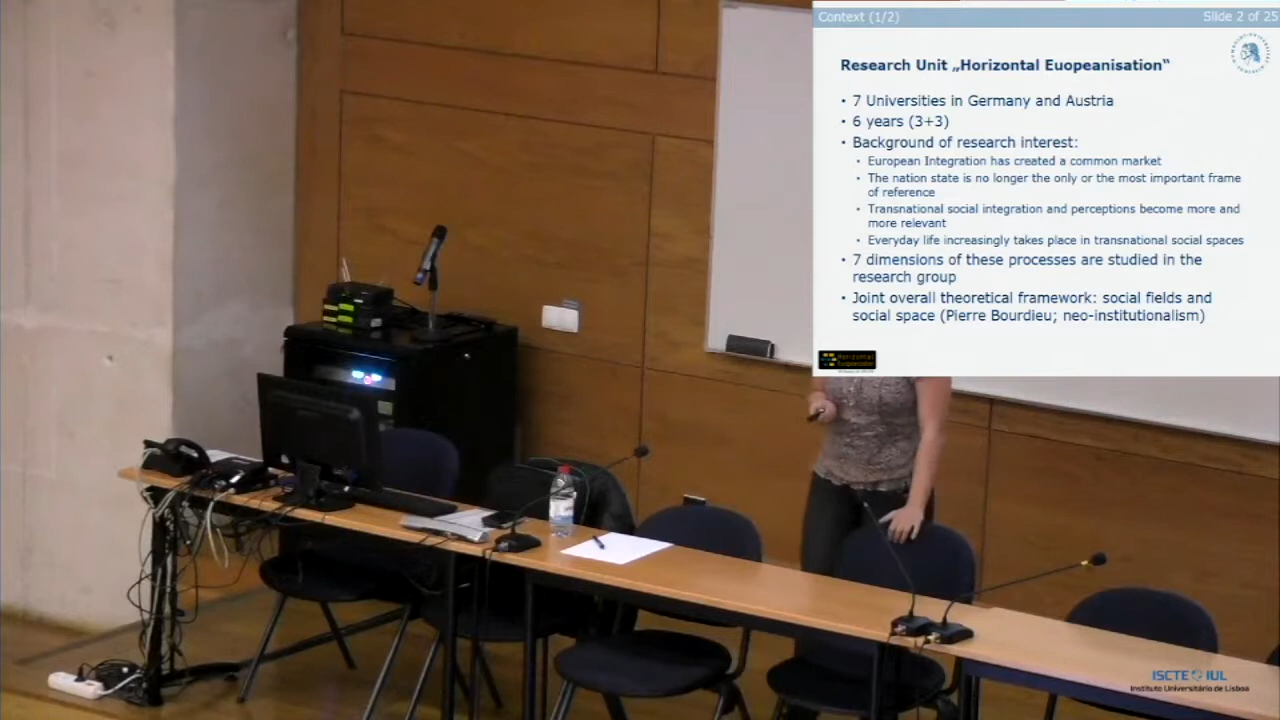 Context (1/2)
Slide 2 of 25
Research Unit „Horizontal Euopeanisation“
• 7 Universities in Germany and Austria
• 6 years (3+3)
• Background of research interest:
• European Integration has created a common market
• The nation state is no longer the only or the most important frame
of reference
• Transnational social integration and perceptions become more and
more relevant
• Everyday life increasingly takes place in transnational social spaces
• 7 dimensions of these processes are studied in the
research group
• Joint overall theoretical framework: social fields and
social space (Pierre Bourdieu; neo-institutionalism)
Horizontal
ISCTE IUL
Instituto Universitário de Lisboa